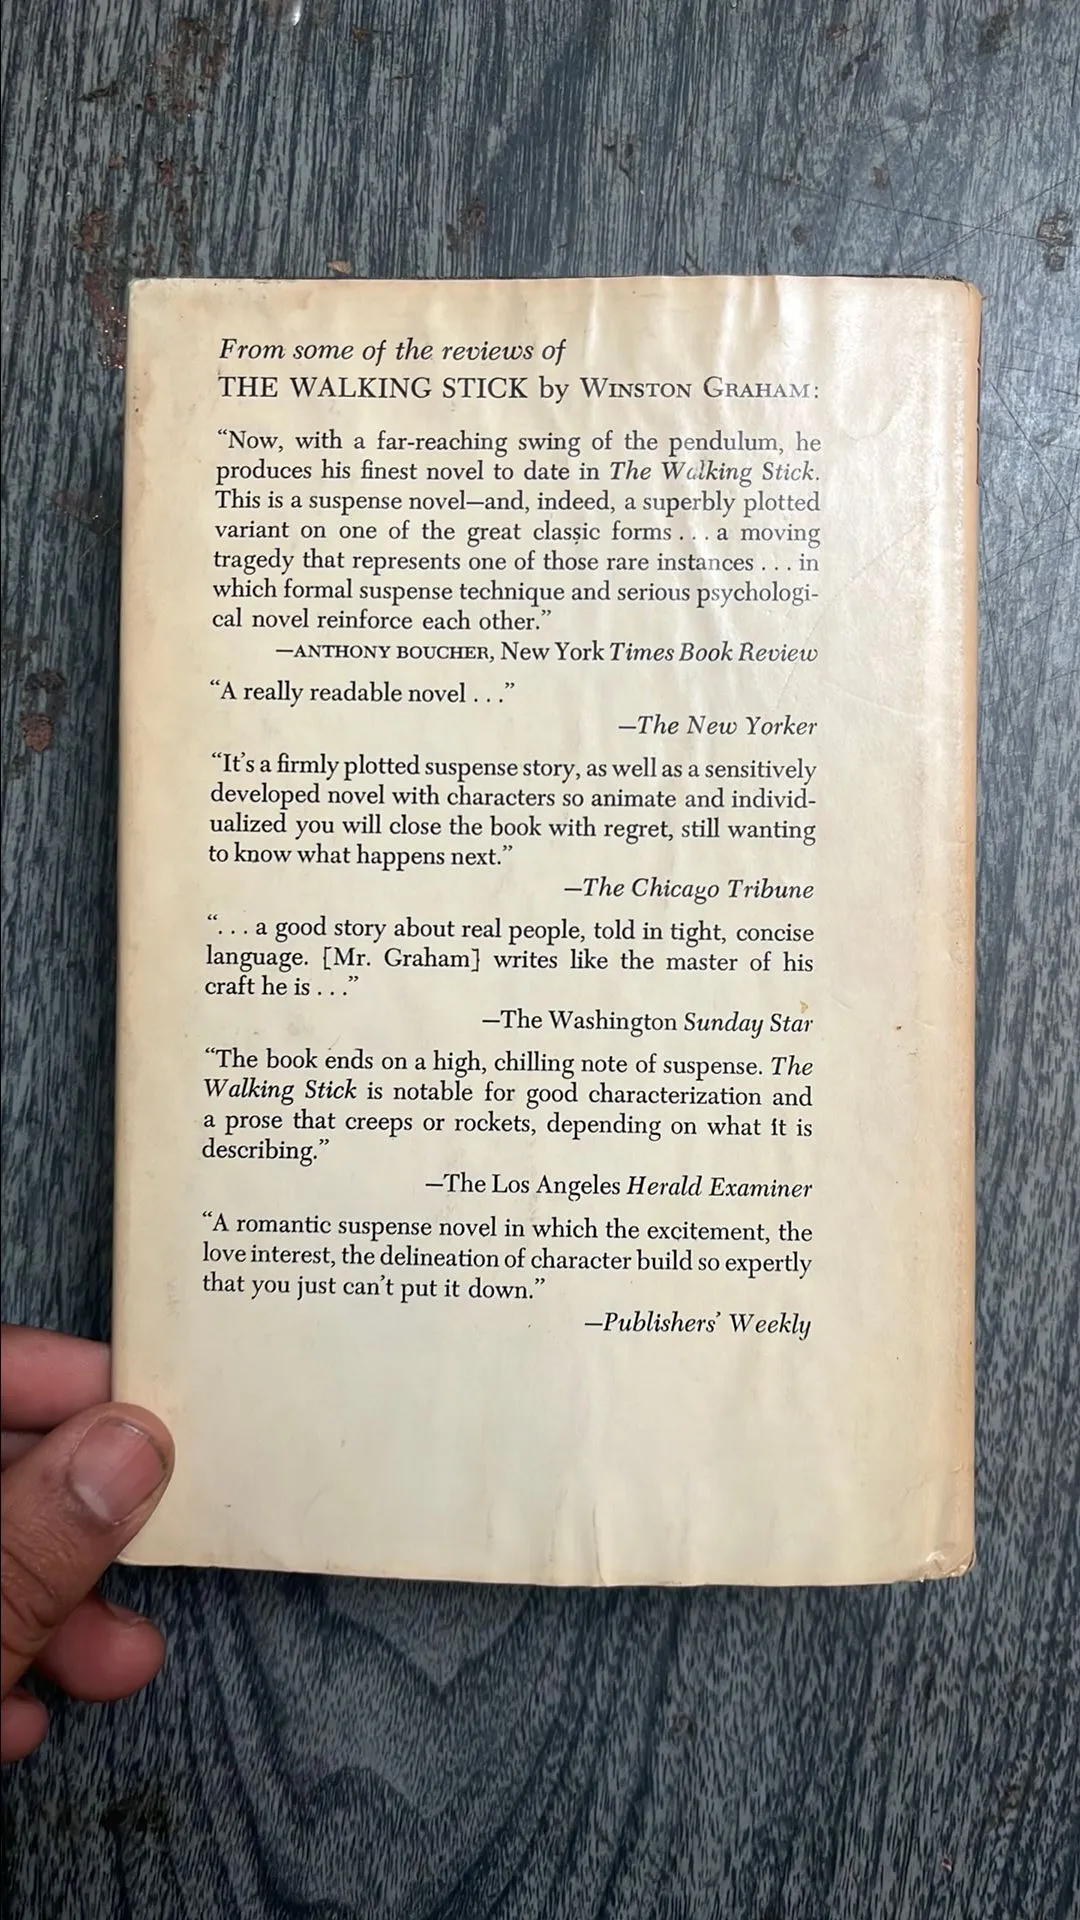 From some of the reviews of
THE WALKING STICK by WINSTON GRAHAM:
“Now, with a far-reaching swing of the pendulum, he
produces his finest novel to date in The Walking Stick.
This is a suspense novel—and, indeed, a superbly plotted
variant on one of the great classic forms . . . a moving
tragedy that represents one of those rare instances . . . in
which formal suspense technique and serious psychologi-
cal novel reinforce each other.”
—ANTHONY BOUCHER, New York Times Book Review
“A really readable novel . . .”
—The New Yorker
“It’s a firmly plotted suspense story, as well as a sensitively
developed novel with characters so animate and individ-
ualized you will close the book with regret, still wanting
to know what happens next.”
—The Chicago Tribune
“. . . a good story about real people, told in tight, concise
language. [Mr. Graham] writes like the master of his
craft he is . . .”
—The Washington Sunday Star
“The book ends on a high, chilling note of suspense. The
Walking Stick is notable for good characterization and
a prose that creeps or rockets, depending on what it is
describing.”
—The Los Angeles Herald Examiner
“A romantic suspense novel in which the excitement, the
love interest, the delineation of character build so expertly
that you just can’t put it down.”
—Publishers’ Weekly